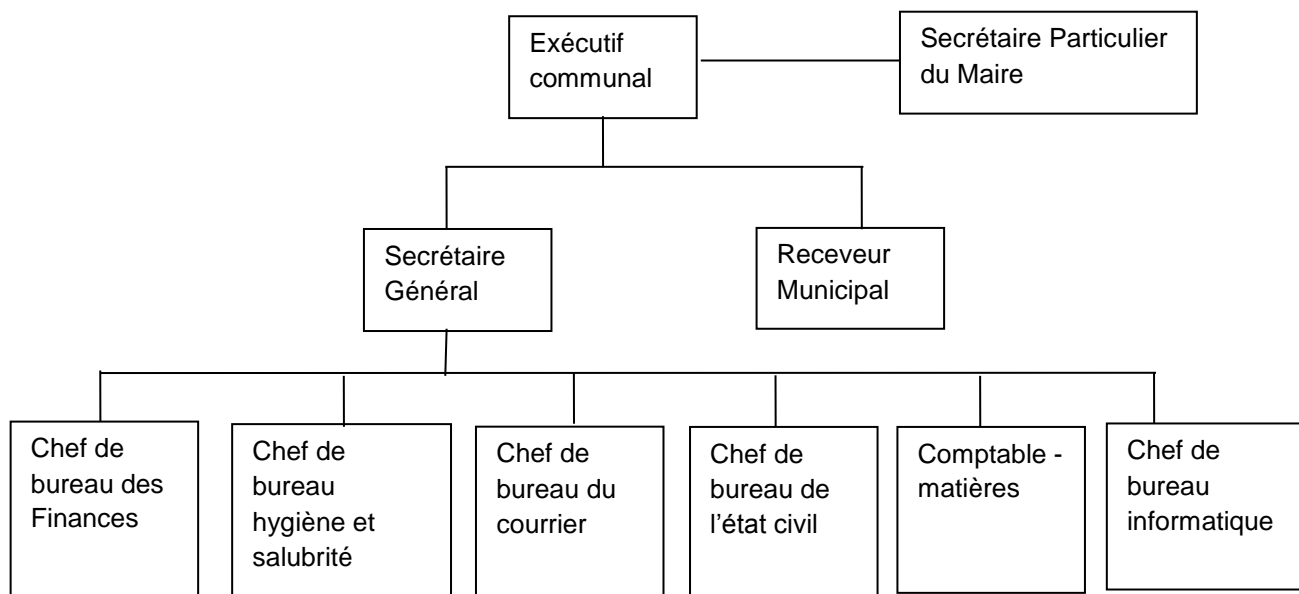 Exécutif
communal
Secrétaire Particulier
du Maire
Secrétaire
Général
Receveur
Municipal
Chef de
bureau des
Finances
Chef de
bureau
hygiène et
salubrité
Chef de
bureau du
courrier
Chef de
bureau de
l’état civil
Comptable -
matières
Chef de
bureau
informatique